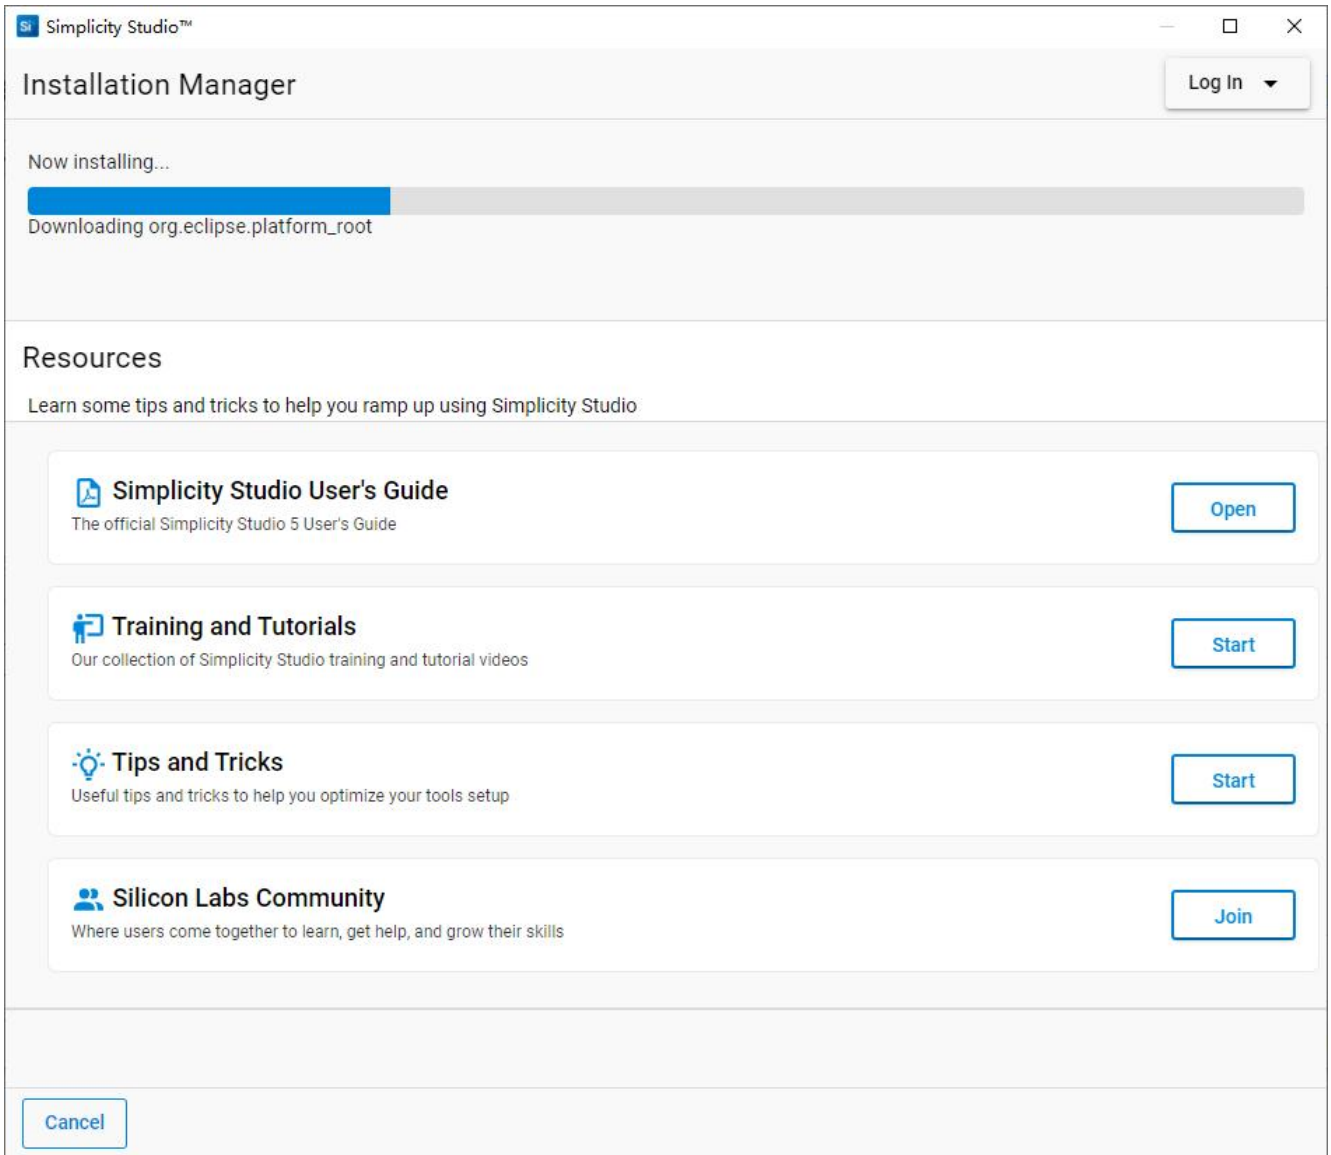 Si Simplicity Studio™
Installation Manager
Log In
Now installing...
Downloading org.eclipse.platform_root
Resources
Learn some tips and tricks to help you ramp up using Simplicity Studio
Simplicity Studio User's Guide
The official Simplicity Studio 5 User's Guide
Open
Training and Tutorials
Our collection of Simplicity Studio training and tutorial videos
Start
Tips and Tricks
Useful tips and tricks to help you optimize your tools setup
Start
Silicon Labs Community
Where users come together to learn, get help, and grow their skills
Join
Cancel